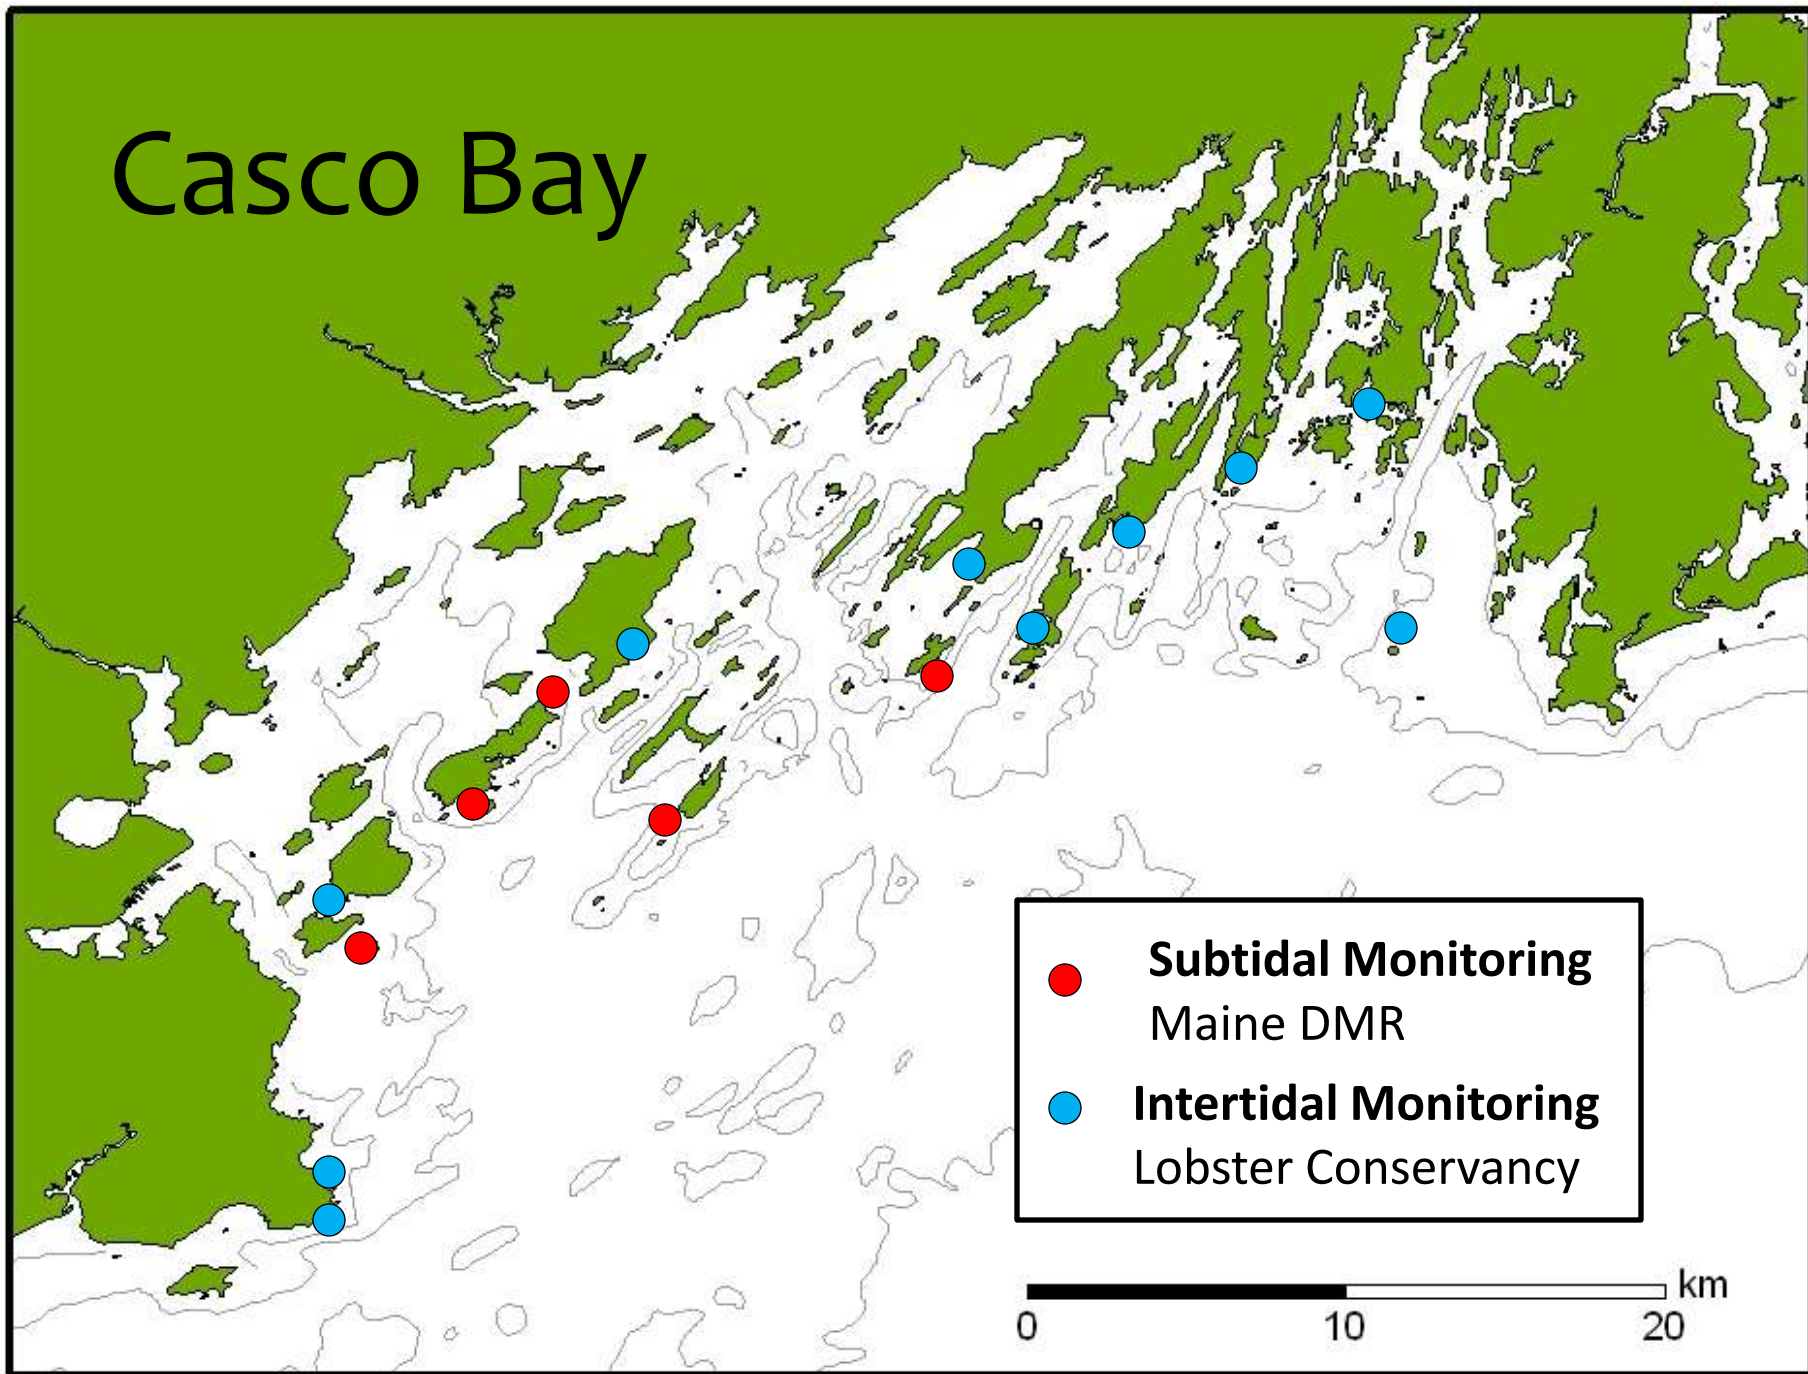 Casco Bay
Subtidal Monitoring
Maine DMR
Intertidal Monitoring
Lobster Conservancy
km
0 10 20